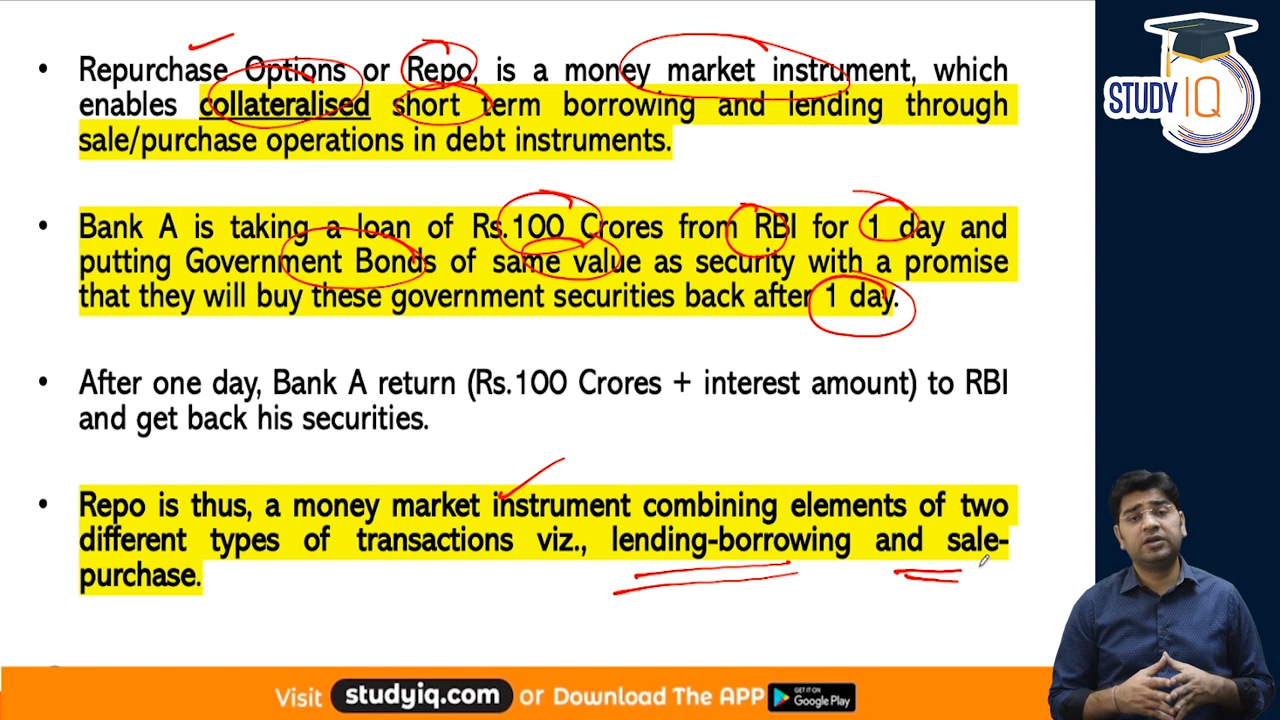 • Repurchase Options or Repo, is a money market instrument, which
enables collateralised short term borrowing and lending through
sale/purchase operations in debt instruments.
• Bank A is taking a loan of Rs.100 Crores from RBI for 1 day and
putting Government Bonds of same value as security with a promise
that they will buy these government securities back after 1 day.
• After one day, Bank A return (Rs.100 Crores + interest amount) to RBI
and get back his securities.
• Repo is thus, a money market instrument combining elements of two
different types of transactions viz., lending-borrowing and sale-
purchase.
STUDY IQ
Visit studyiq.com or Download The APP GET IT ON Google Play